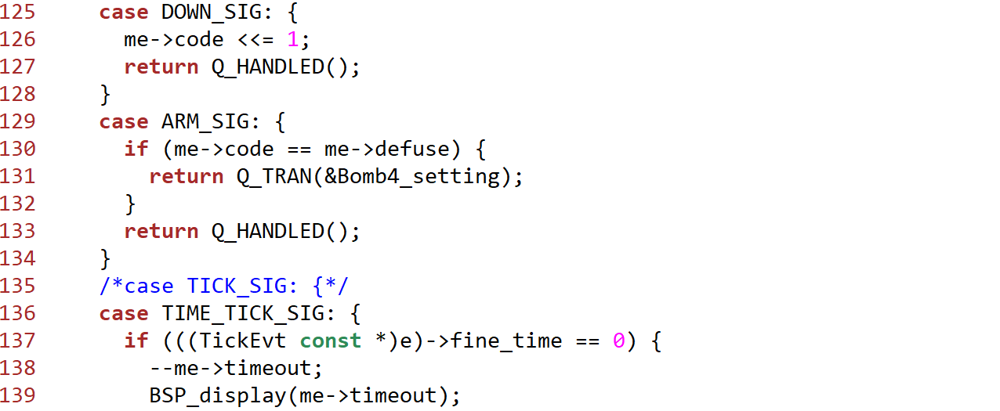 125     case DOWN_SIG: {
126       me->code <<= 1;
127       return Q_HANDLED();
128     }
129     case ARM_SIG: {
130       if (me->code == me->defuse) {
131         return Q_TRAN(&Bomb4_setting);
132       }
133       return Q_HANDLED();
134     }
135     /*case TICK_SIG: {*/
136     case TIME_TICK_SIG: {
137       if (((TickEvt const *)e)->fine_time == 0) {
138         --me->timeout;
139         BSP_display(me->timeout);